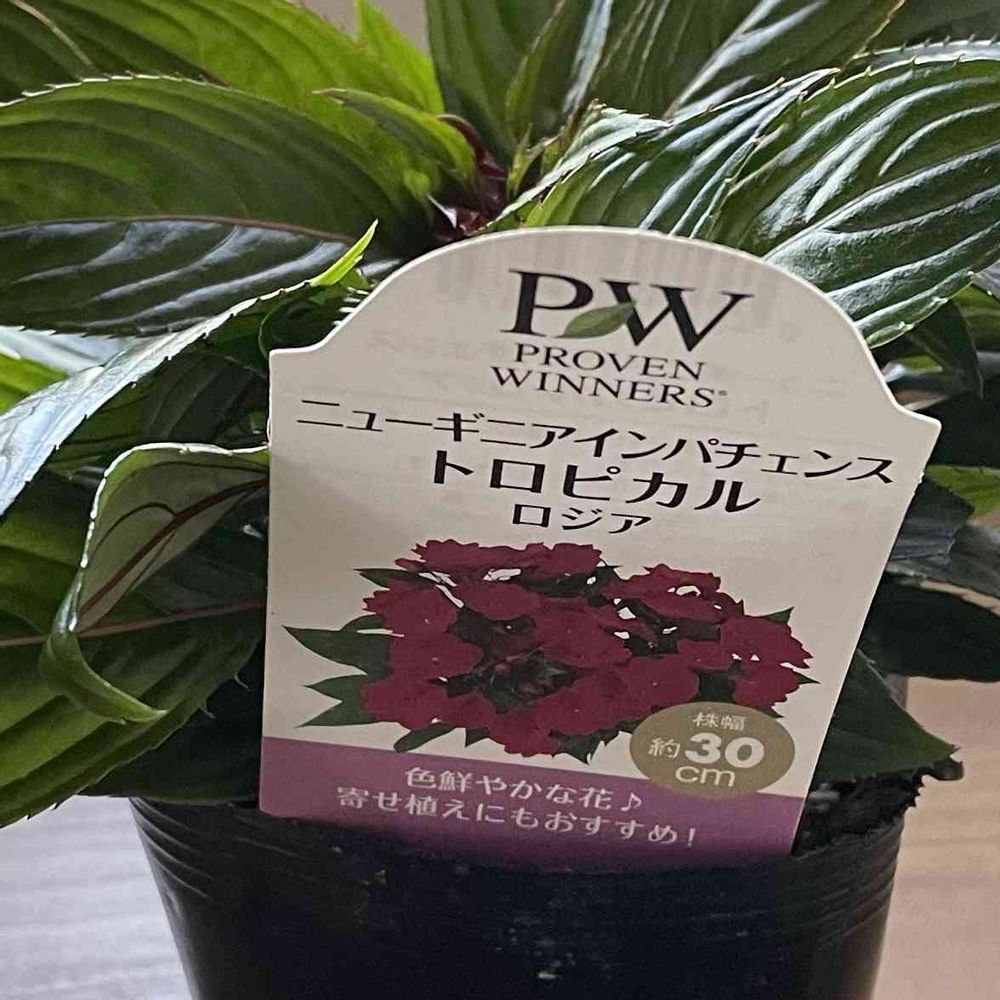 PW
PROVEN
WINNERS®
ニューギニアインパチェンス
トロピカル
ロジア
株幅
約30
cm
色鮮やかな花♪
寄せ植えにもおすすめ!